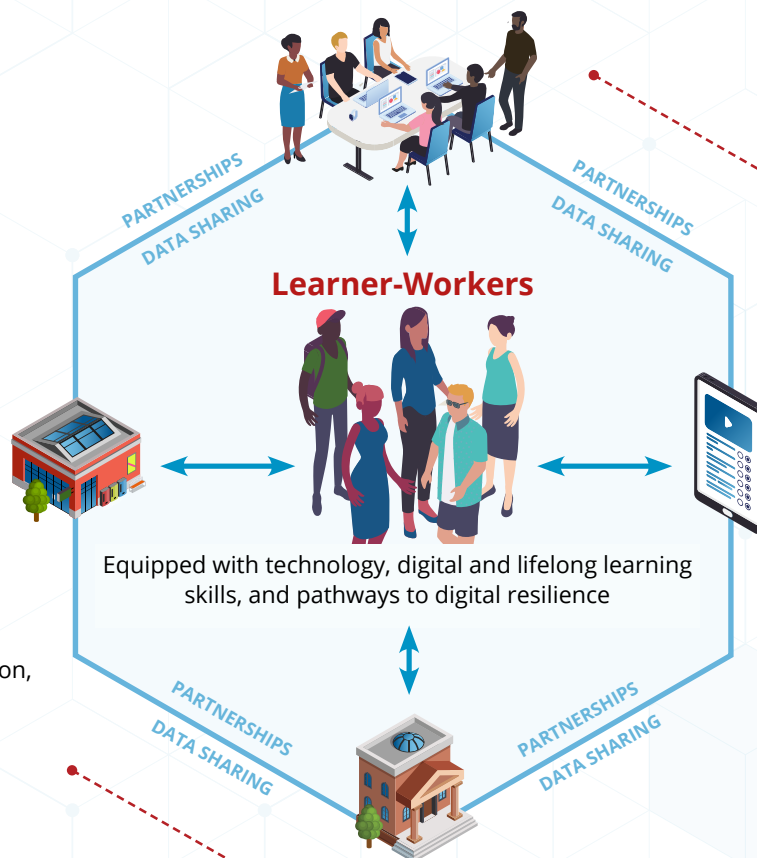 PARTNERSHIPS
DATA SHARING
PARTNERSHIPS
DATA SHARING
Learner-Workers
Equipped with technology, digital and lifelong learning
skills, and pathways to digital resilience
on,
PARTNERSHIPS
DATA SHARING
PARTNERSHIPS
DATA SHARING